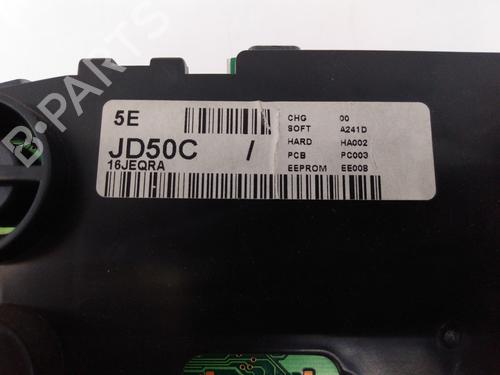 5E
JD50C /
16JEQRA
CHG 00
SOFT A241D
HARD HA002
PCB PC003
EEPROM EE008
B-PARTS